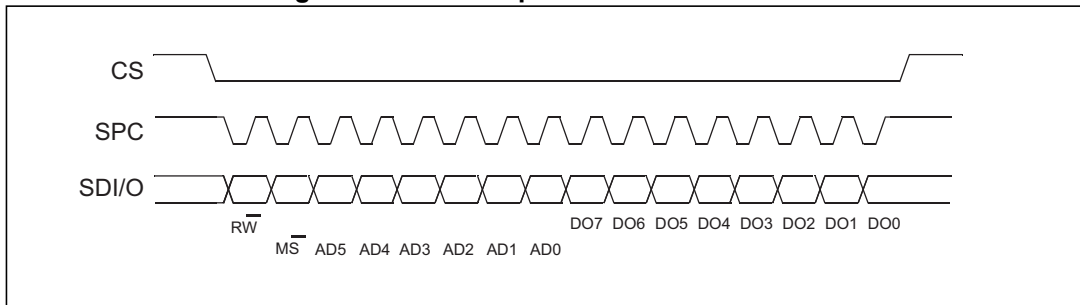 CS
SPC
SDI/O
RW DO7 DO6 DO5 DO4 DO3 DO2 DO1 DO0
MS AD5 AD4 AD3 AD2 AD1 AD0